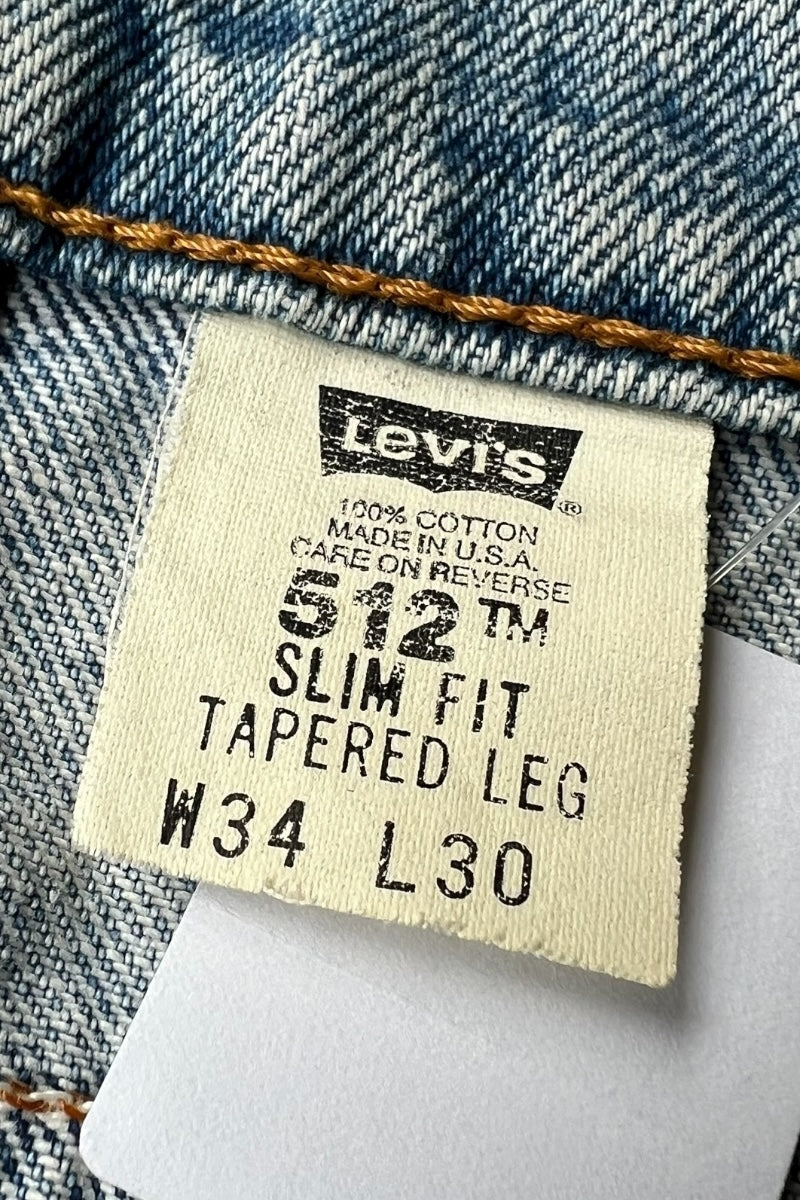 Levi's®
100% COTTON
MADE IN U.S.A.
CARE ON REVERSE
512™
SLIM FIT
TAPERED LEG
W34 L30